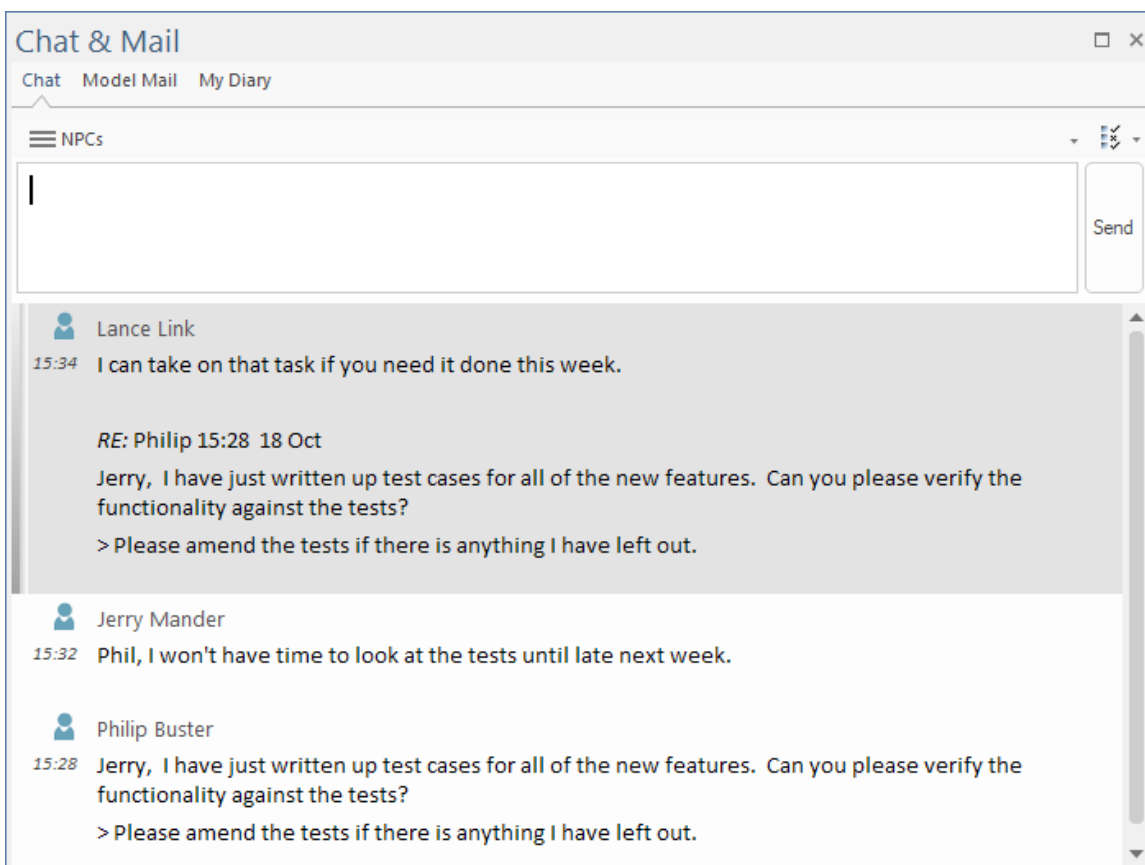 Chat & Mail
Chat Model Mail My Diary
NPCs
Send
Lance Link
15:34 I can take on that task if you need it done this week.
RE: Philip 15:28 18 Oct
Jerry, I have just written up test cases for all of the new features. Can you please verify the
functionality against the tests?
> Please amend the tests if there is anything I have left out.
Jerry Mander
15:32 Phil, I won't have time to look at the tests until late next week.
Philip Buster
15:28 Jerry, I have just written up test cases for all of the new features. Can you please verify the
functionality against the tests?
> Please amend the tests if there is anything I have left out.